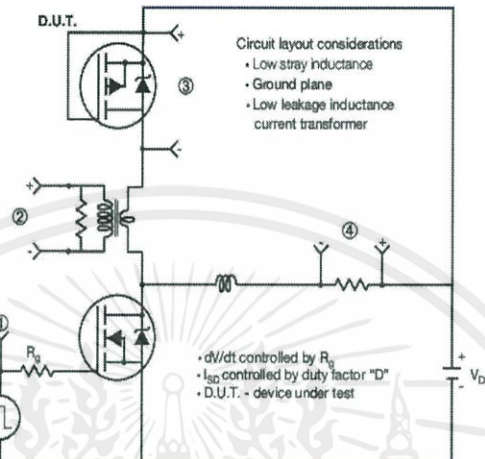 D.U.T.
+
Circuit layout considerations
• Low stray inductance
• Ground plane
• Low leakage inductance
current transformer
③
-
+
②
-
④
-
+
①
Rg
• dV/dt controlled by Rg
• ISD controlled by duty factor "D"
• D.U.T. - device under test
+
VD
-